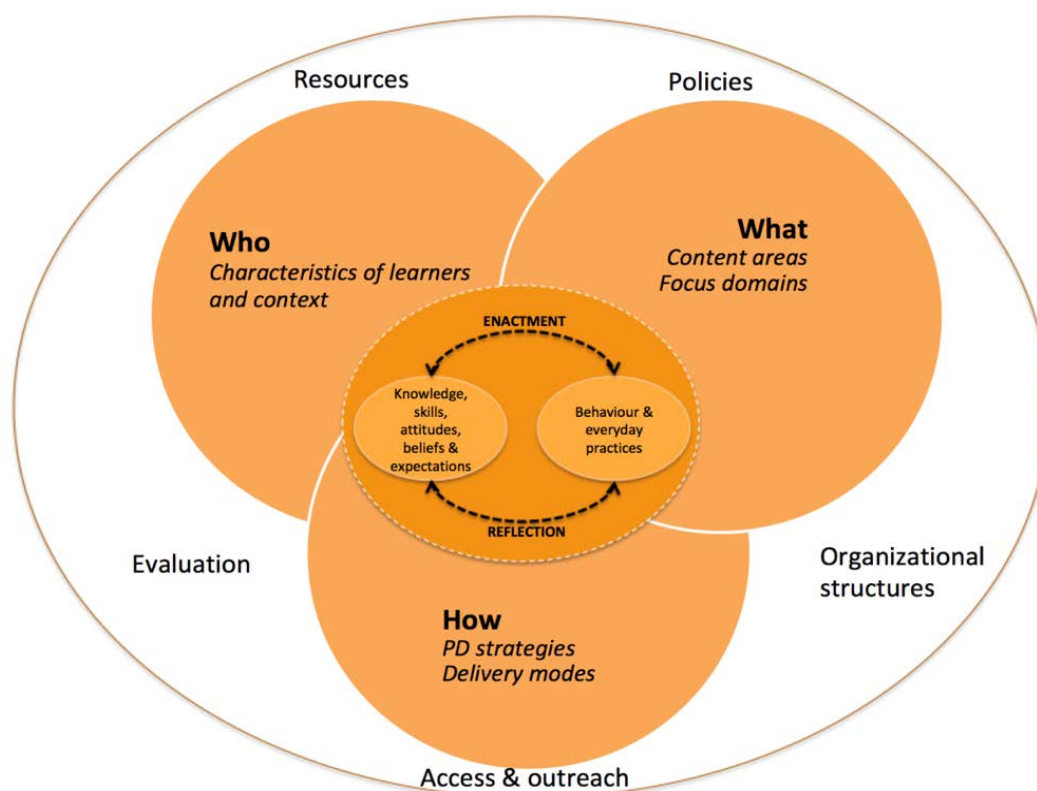 Resources
Policies
Who
Characteristics of learners
and context
What
Content areas
Focus domains
ENACTMENT
Knowledge,
skills,
attitudes,
beliefs &
expectations
Behaviour &
everyday
practices
REFLECTION
Evaluation
Organizational
structures
How
PD strategies
Delivery modes
Access & outreach